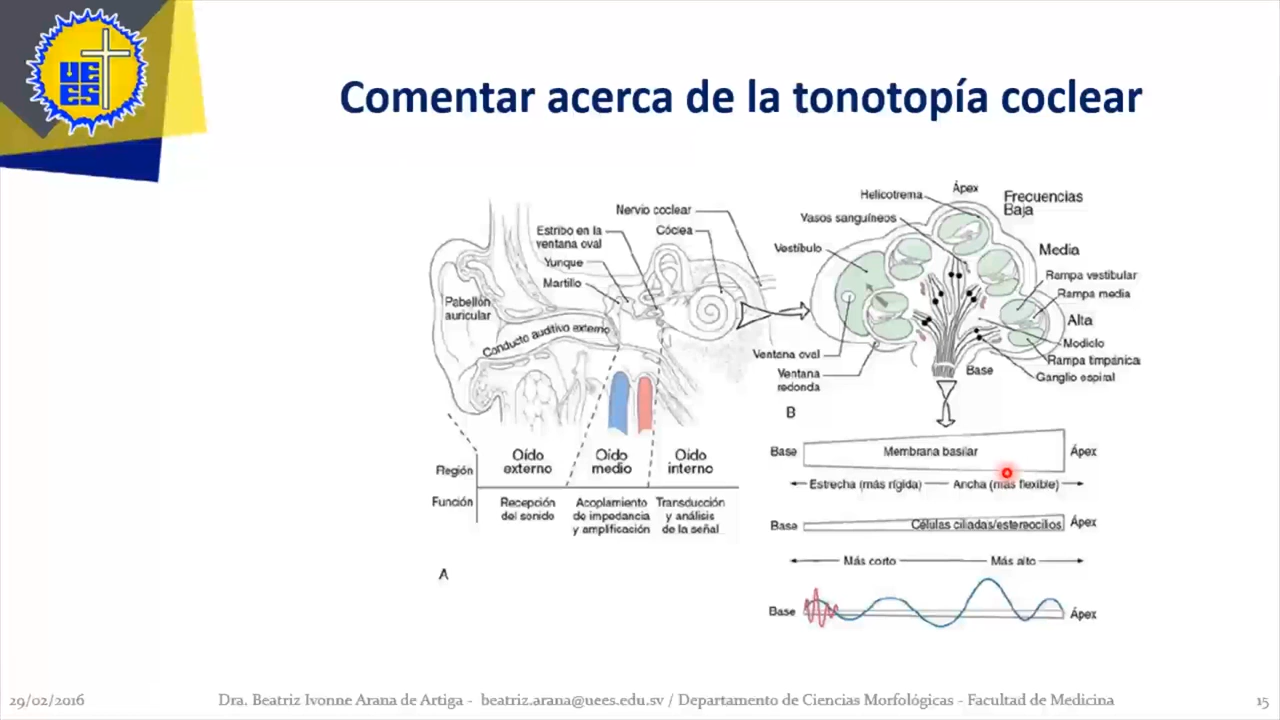 UE
ES
Comentar acerca de la tonotopía coclear
Nervio coclear
Estribo en la
ventana oval
Cóclea
Yunque
Martillo
Pabellón
auricular
Conducto auditivo externo
Región
Oído
externo
Oído
medio
Oído
interno
Función
Recepción
del sonido
Acoplamiento
de impedancia
y amplificación
Transducción
y análisis
de la señal
A
Helicotrema
Ápex
Frecuencias
Baja
Vasos sanguíneos
Vestíbulo
Media
Rampa vestibular
Rampa media
Alta
Modiolo
Rampa timpánica
Ganglio espiral
Ventana oval
Ventana
redonda
Base
B
Base
Membrana basilar
Ápex
Estrecha (más rígida)
Ancha (más flexible)
Base
Células ciliadas/estereocilios
Ápex
Más corto
Más alto
Base
Ápex
29/02/2016
Dra. Beatriz Ivonne Arana de Artiga - beatriz.arana@uees.edu.sv / Departamento de Ciencias Morfológicas - Facultad de Medicina
15